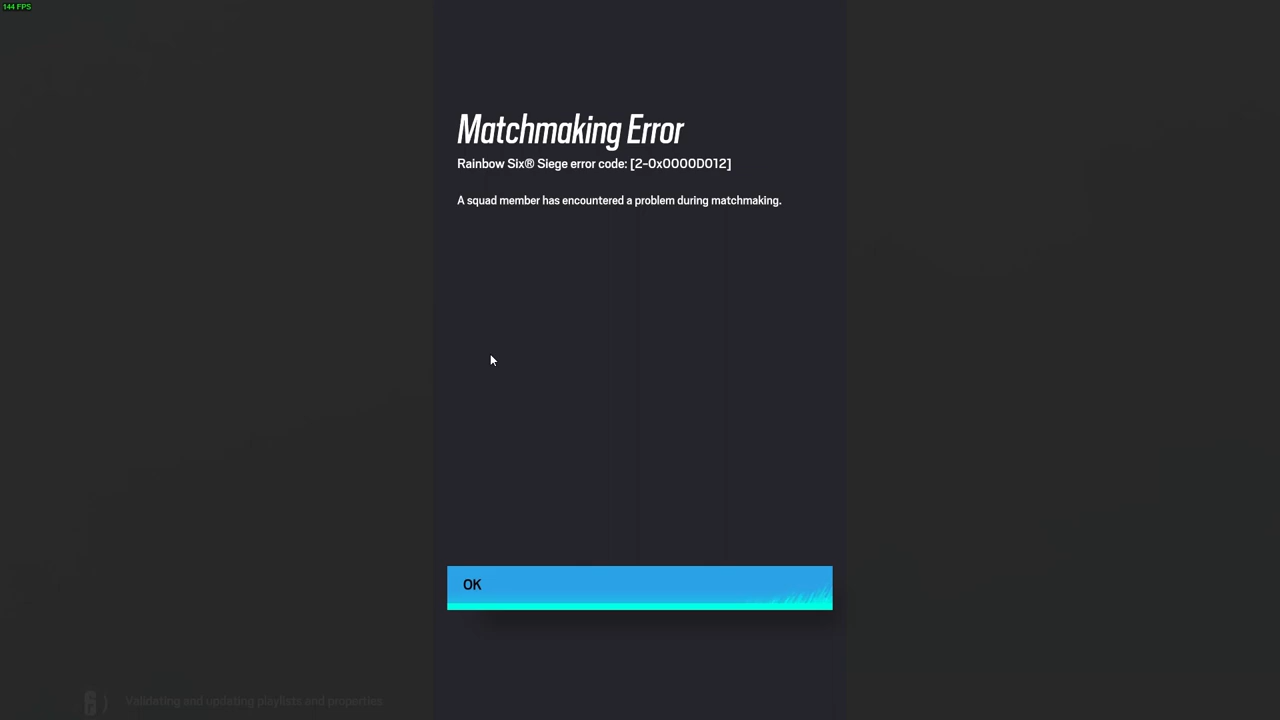 144 FPS
Matchmaking Error
Rainbow Six® Siege error code: [2-0x0000D012]
A squad member has encountered a problem during matchmaking.
OK
Validating and updating playlists and properties